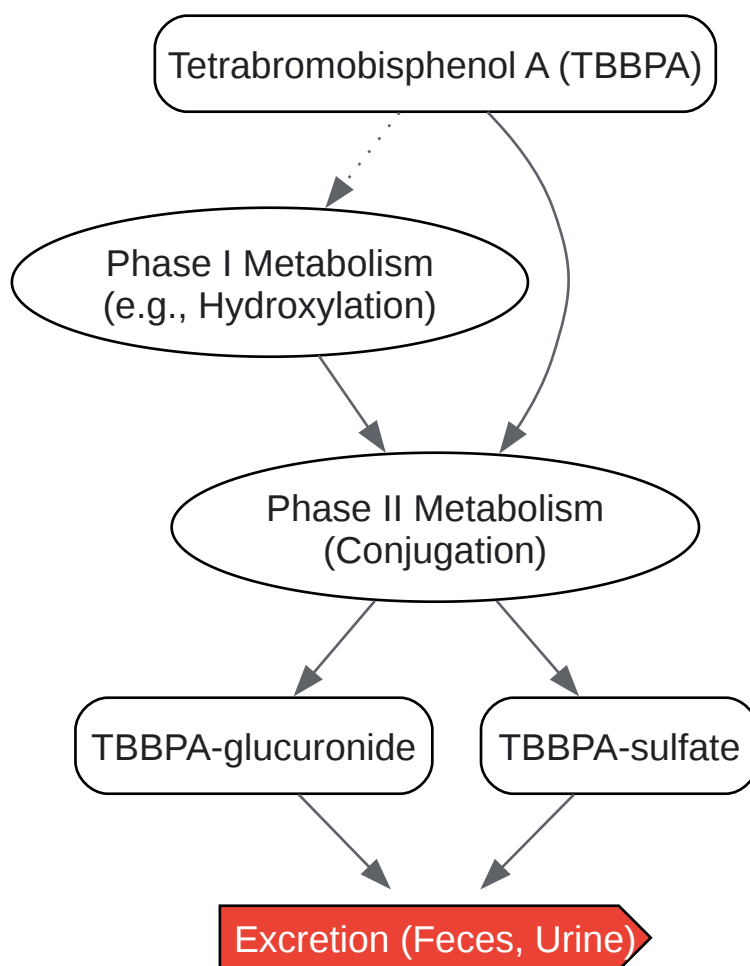 Tetrabromobisphenol A (TBBPA)
Phase I Metabolism
(e.g., Hydroxylation)
Phase II Metabolism
(Conjugation)
TBBPA-glucuronide
TBBPA-sulfate
Excretion (Feces, Urine)